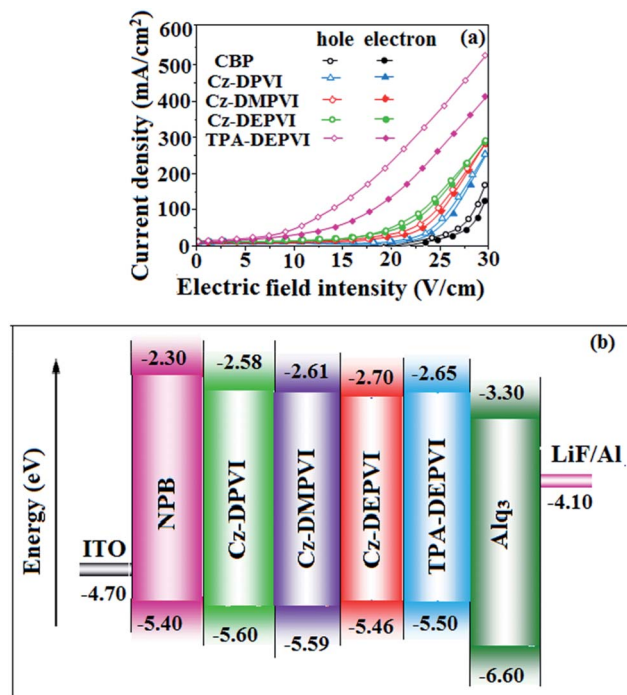 600
500
400
300
200
100
0
Current density (mA/cm²)
hole electron (a)
CBP
Cz-DPVI
Cz-DMPVI
Cz-DEPVI
TPA-DEPVI
0 5 10 15 20 25 30
Electric field intensity (V/cm)
(b)
-2.30 -2.58 -2.61 -2.70 -2.65 -3.30
Energy (eV)
ITO
-4.70
NPB
Cz-DPVI
Cz-DMPVI
Cz-DEPVI
TPA-DEPVI
Alq₃
LiF/Al
-4.10
-5.40 -5.60 -5.59 -5.46 -5.50 -6.60